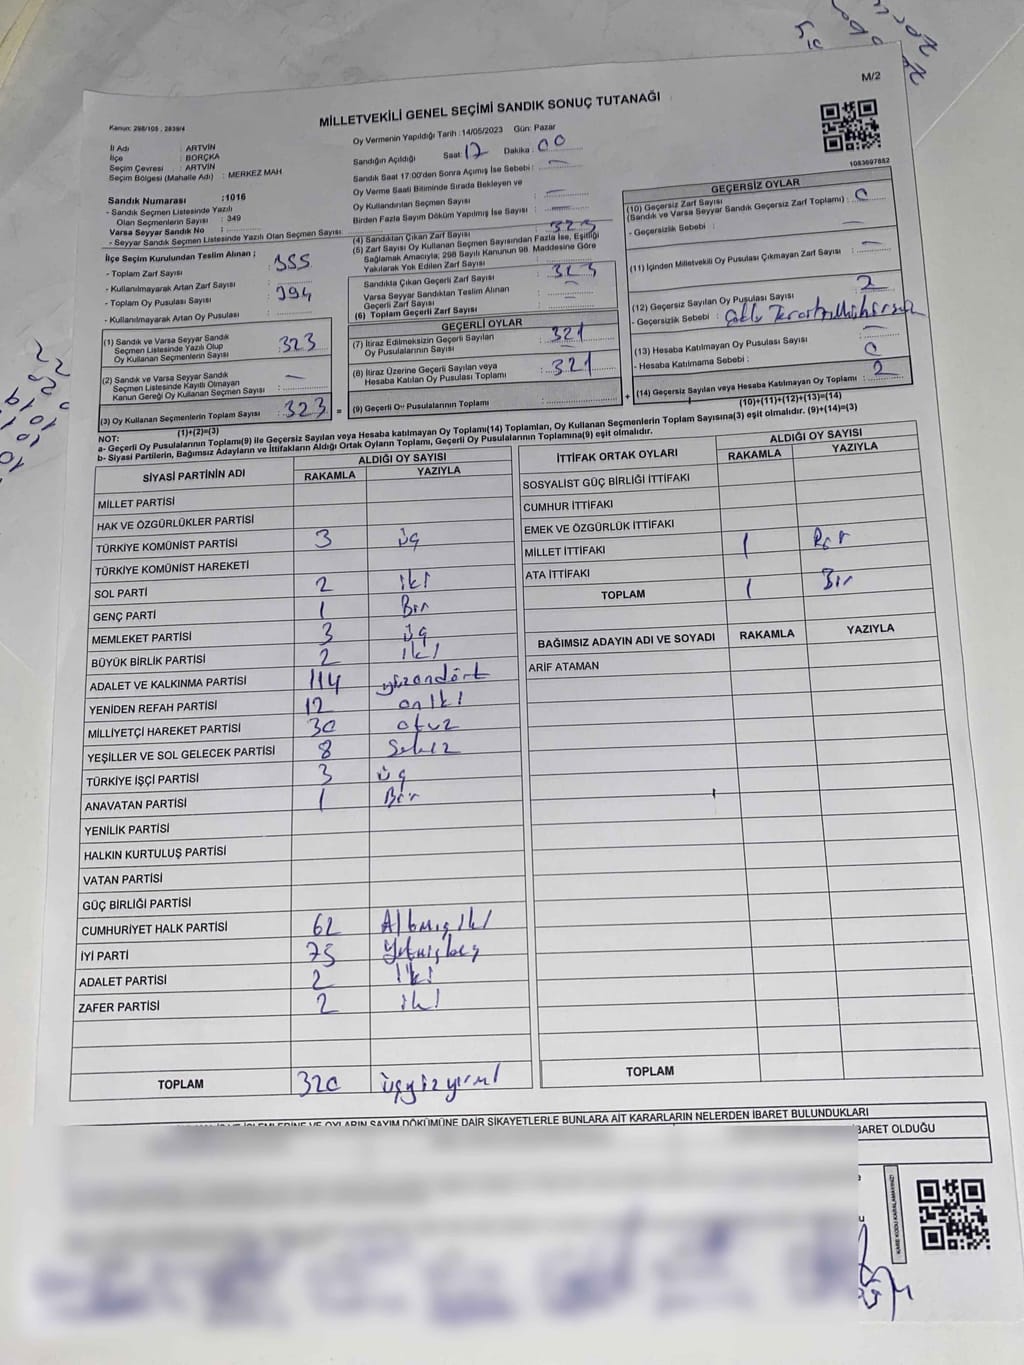 M/2
MİLLETVEKİLİ GENEL SEÇİMİ SANDIK SONUÇ TUTANAĞI
Kanun: 298/105 , 2839/4
İl Adı : ARTVİN
İlçe : BORÇKA
Seçim Çevresi : ARTVİN
Seçim Bölgesi (Mahalle Adı) : MERKEZ MAH
Sandık Numarası :1016
- Sandık Seçmen Listesinde Yazılı
Olan Seçmenlerin Sayısı : 349
Varsa Seyyar Sandık No :
- Seyyar Sandık Seçmen Listesinde Yazılı Olan Seçmen Sayısı
Oy Vermenin Yapıldığı Tarih : 14/05/2023 Gün: Pazar
Sandığın Açıldığı Saat: 17 Dakika: 00
Sandık Saat 17:00'den Sonra Açımış İse Sebebi : —
Oy Verme Saati Bitiminde Sırada Bekleyen ve
Oy Kullandırılan Seçmen Sayısı —
Birden Fazla Sayım Döküm Yapılmış İse Sayısı —
1083697882
İlçe Seçim Kurulundan Teslim Alınan ;
- Toplam Zarf Sayısı : 355
- Kullanılmayarak Artan Zarf Sayısı
- Toplam Oy Pusulası Sayısı : 394
- Kullanılmayarak Artan Oy Pusulası
(1) Sandık ve Varsa Seyyar Sandık
Seçmen Listesinde Yazılı Olup
Oy Kullanan Seçmenlerin Sayısı : 323
(2) Sandık ve Varsa Seyyar Sandık
Seçmen Listesinde Kayıtlı Olmayan
Kanun Gereği Oy Kullanan Seçmen Sayısı : —
(3) Oy Kullanan Seçmenlerin Toplam Sayısı : 323
(1)+(2)=(3)
(4) Sandıktan Çıkan Zarf Sayısı : 323
(5) Zarf Sayısı Oy Kullanan Seçmen Sayısından Fazla İse, Eşitliği
Sağlamak Amacıyla; 298 Sayılı Kanunun 98. Maddesine Göre
Yakılarak Yok Edilen Zarf Sayısı : —
Sandıkta Çıkan Geçerli Zarf Sayısı : 323
Varsa Seyyar Sandıktan Teslim Alınan
Geçerli Zarf Sayısı : —
(6) Toplam Geçerli Zarf Sayısı
GEÇERLİ OYLAR
(7) İtiraz Edilmeksizin Geçerli Sayılan
Oy Pusulalarının Sayısı : 321
(8) İtiraz Üzerine Geçerli Sayılan veya
Hesaba Katılan Oy Pusulası Toplamı : 321
(9) Geçerli Oy Pusulalarının Toplamı
GEÇERSİZ OYLAR
(10) Geçersiz Zarf Sayısı
(Sandık ve Varsa Seyyar Sandık Geçersiz Zarf Toplamı) : 0
- Geçersizlik Sebebi : —
(11) İçinden Milletvekili Oy Pusulası Çıkmayan Zarf Sayısı —
(12) Geçersiz Sayılan Oy Pusulası Sayısı : 2
- Geçersizlik Sebebi :
(13) Hesaba Katılmayan Oy Pusulası Sayısı —
- Hesaba Katılmama Sebebi : 0
(14) Geçersiz Sayılan veya Hesaba Katılmayan Oy Toplamı : 2
(10)+(11)+(12)+(13)=(14)
NOT:
a- Geçerli Oy Pusulalarının Toplamı(9) ile Geçersiz Sayılan veya Hesaba katılmayan Oy Toplamı(14) Toplamları, Oy Kullanan Seçmenlerin Toplam Sayısına(3) eşit olmalıdır. (9)+(14)=(3)
b- Siyasi Partilerin, Bağımsız Adayların ve İttifakların Aldığı Ortak Oyların Toplamı, Geçerli Oy Pusulalarının Toplamına(9) eşit olmalıdır.
SİYASİ PARTİNİN ADI ALDIĞI OY SAYISI
RAKAMLA YAZIYLA
MİLLET PARTİSİ
HAK VE ÖZGÜRLÜKLER PARTİSİ
TÜRKİYE KOMÜNİST PARTİSİ 3 üç
TÜRKİYE KOMÜNİST HAREKETİ
SOL PARTİ 2 iki
GENÇ PARTİ 1 Bir
MEMLEKET PARTİSİ 3 üç
BÜYÜK BİRLİK PARTİSİ 2 iki
ADALET VE KALKINMA PARTİSİ 114 yüzondört
YENİDEN REFAH PARTİSİ 12 oniki
MİLLİYETÇİ HAREKET PARTİSİ 30 otuz
YEŞİLLER VE SOL GELECEK PARTİSİ 8 Sekiz
TÜRKİYE İŞÇİ PARTİSİ 3 üç
ANAVATAN PARTİSİ 1 Bir
YENİLİK PARTİSİ
HALKIN KURTULUŞ PARTİSİ
VATAN PARTİSİ
GÜÇ BİRLİĞİ PARTİSİ
CUMHURİYET HALK PARTİSİ 62 Altmışiki
İYİ PARTİ 75 Yetmişbeş
ADALET PARTİSİ 2 iki
ZAFER PARTİSİ 2 iki
TOPLAM 320 üçyüzyirmi
İTTİFAK ORTAK OYLARI ALDIĞI OY SAYISI
RAKAMLA YAZIYLA
SOSYALİST GÜÇ BİRLİĞİ İTTİFAKI
CUMHUR İTTİFAKI
EMEK VE ÖZGÜRLÜK İTTİFAKI
MİLLET İTTİFAKI 1 Bir
ATA İTTİFAKI
TOPLAM 1 Bir
BAĞIMSIZ ADAYIN ADI VE SOYADI RAKAMLA YAZIYLA
ARİF ATAMAN
TOPLAM
İŞLEMLERİNE VE OYLARIN SAYIM DÖKÜMÜNE DAİR ŞİKAYETLERLE BUNLARA AİT KARARLARIN NELERDEN İBARET BULUNDUKLARI
İBARET OLDUĞU
KARE KODU KARALAMAYINIZ!